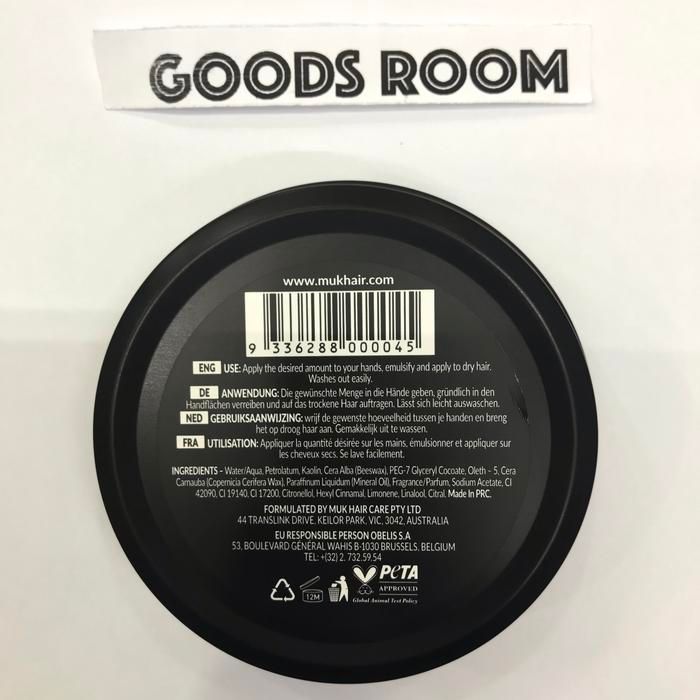 GOODS ROOM
www.mukhair.com
9 336288 000045
ENG USE: Apply the desired amount to your hands, emulsify and apply to dry hair.
Washes out easily.
DE ANWENDUNG: Die gewünschte Menge in die Hände geben, gründlich in den
Handflächen verreiben und auf das trockene Haar auftragen. Lässt sich leicht auswaschen.
NED GEBRUIKSAANWIJZING: wrijf de gewenste hoeveelheid tussen je handen en breng
het op droog haar aan. Gemakkelijk uit te wassen.
FRA UTILISATION: Appliquer la quantité désirée sur les mains, émulsionner et appliquer sur
les cheveux secs. Se lave facilement.
INGREDIENTS – Water/Aqua, Petrolatum, Kaolin, Cera Alba (Beeswax), PEG-7 Glyceryl Cocoate, Oleth – 5, Cera
Carnauba (Copernicia Cerifera Wax), Paraffinum Liquidum (Mineral Oil), Fragrance/Parfum, Sodium Acetate, CI
42090, CI 19140, CI 17200, Citronellol, Hexyl Cinnamal, Limonene, Linalool, Citral. Made In PRC.
FORMULATED BY MUK HAIR CARE PTY LTD
44 TRANSLINK DRIVE, KEILOR PARK, VIC, 3042, AUSTRALIA
EU RESPONSIBLE PERSON OBELIS S.A
53, BOULEVARD GÉNÉRAL WAHIS B-1030 BRUSSELS, BELGIUM
TEL: +(32) 2. 732.59.54
12M
PETA
APPROVED
Global Animal Test Policy